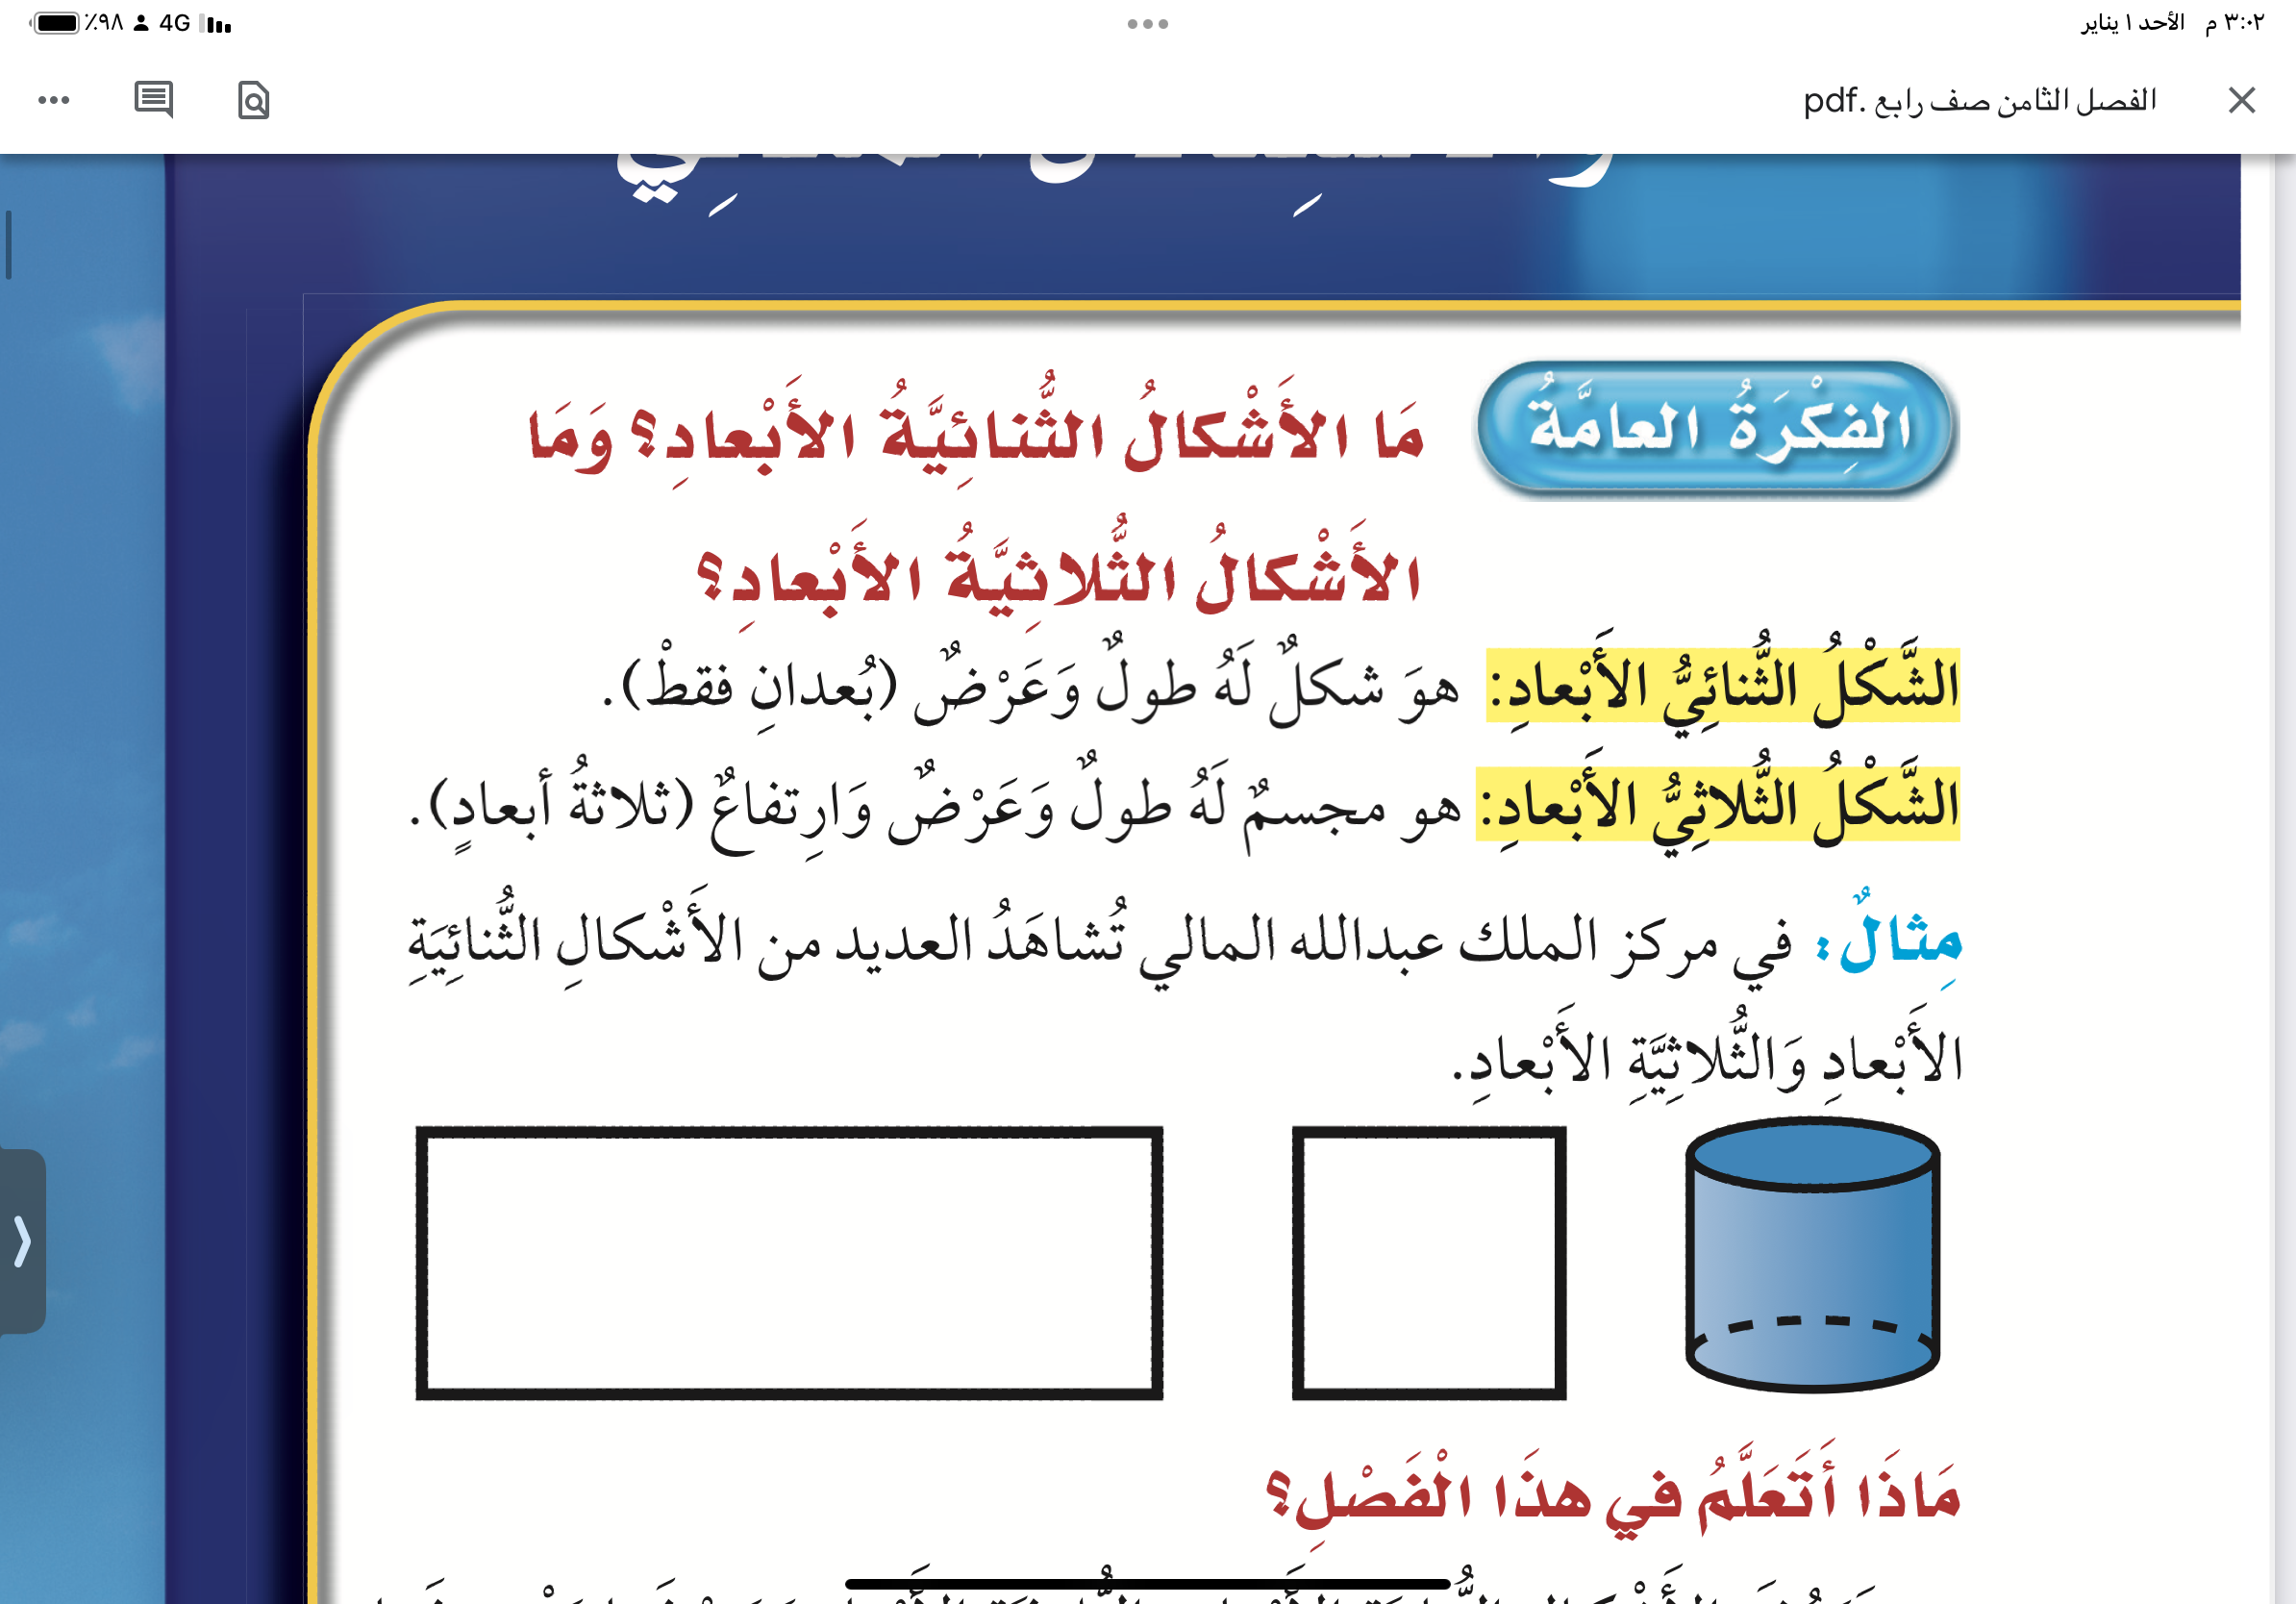 ٣:٠٢ م الأحد ١ يناير
4G ٪٩٨
الفصل الثامن صف رابع .pdf
الفِكْرَةُ العامَّةُ
مَا الأَشْكالُ الثُّنائِيَّةُ الأَبْعادِ؟ وَمَا
الأَشْكالُ الثُّلاثِيَّةُ الأَبْعادِ؟
الشَّكْلُ الثُّنائِيُّ الأَبْعادِ: هوَ شكلٌ لَهُ طولٌ وَعَرْضٌ (بُعدانِ فقطْ).
الشَّكْلُ الثُّلاثِيُّ الأَبْعادِ: هو مجسمٌ لَهُ طولٌ وَعَرْضٌ وَارِتفاعٌ (ثلاثةُ أبعادٍ).
مِثالٌ: في مركز الملك عبدالله المالي تُشاهَدُ العديد من الأَشْكالِ الثُّنائِيَةِ
الأَبْعادِ وَالثُّلاثِيَّةِ الأَبْعادِ.
مَاذَا أَتَعَلَّمُ في هذَا الْفَصْلِ؟